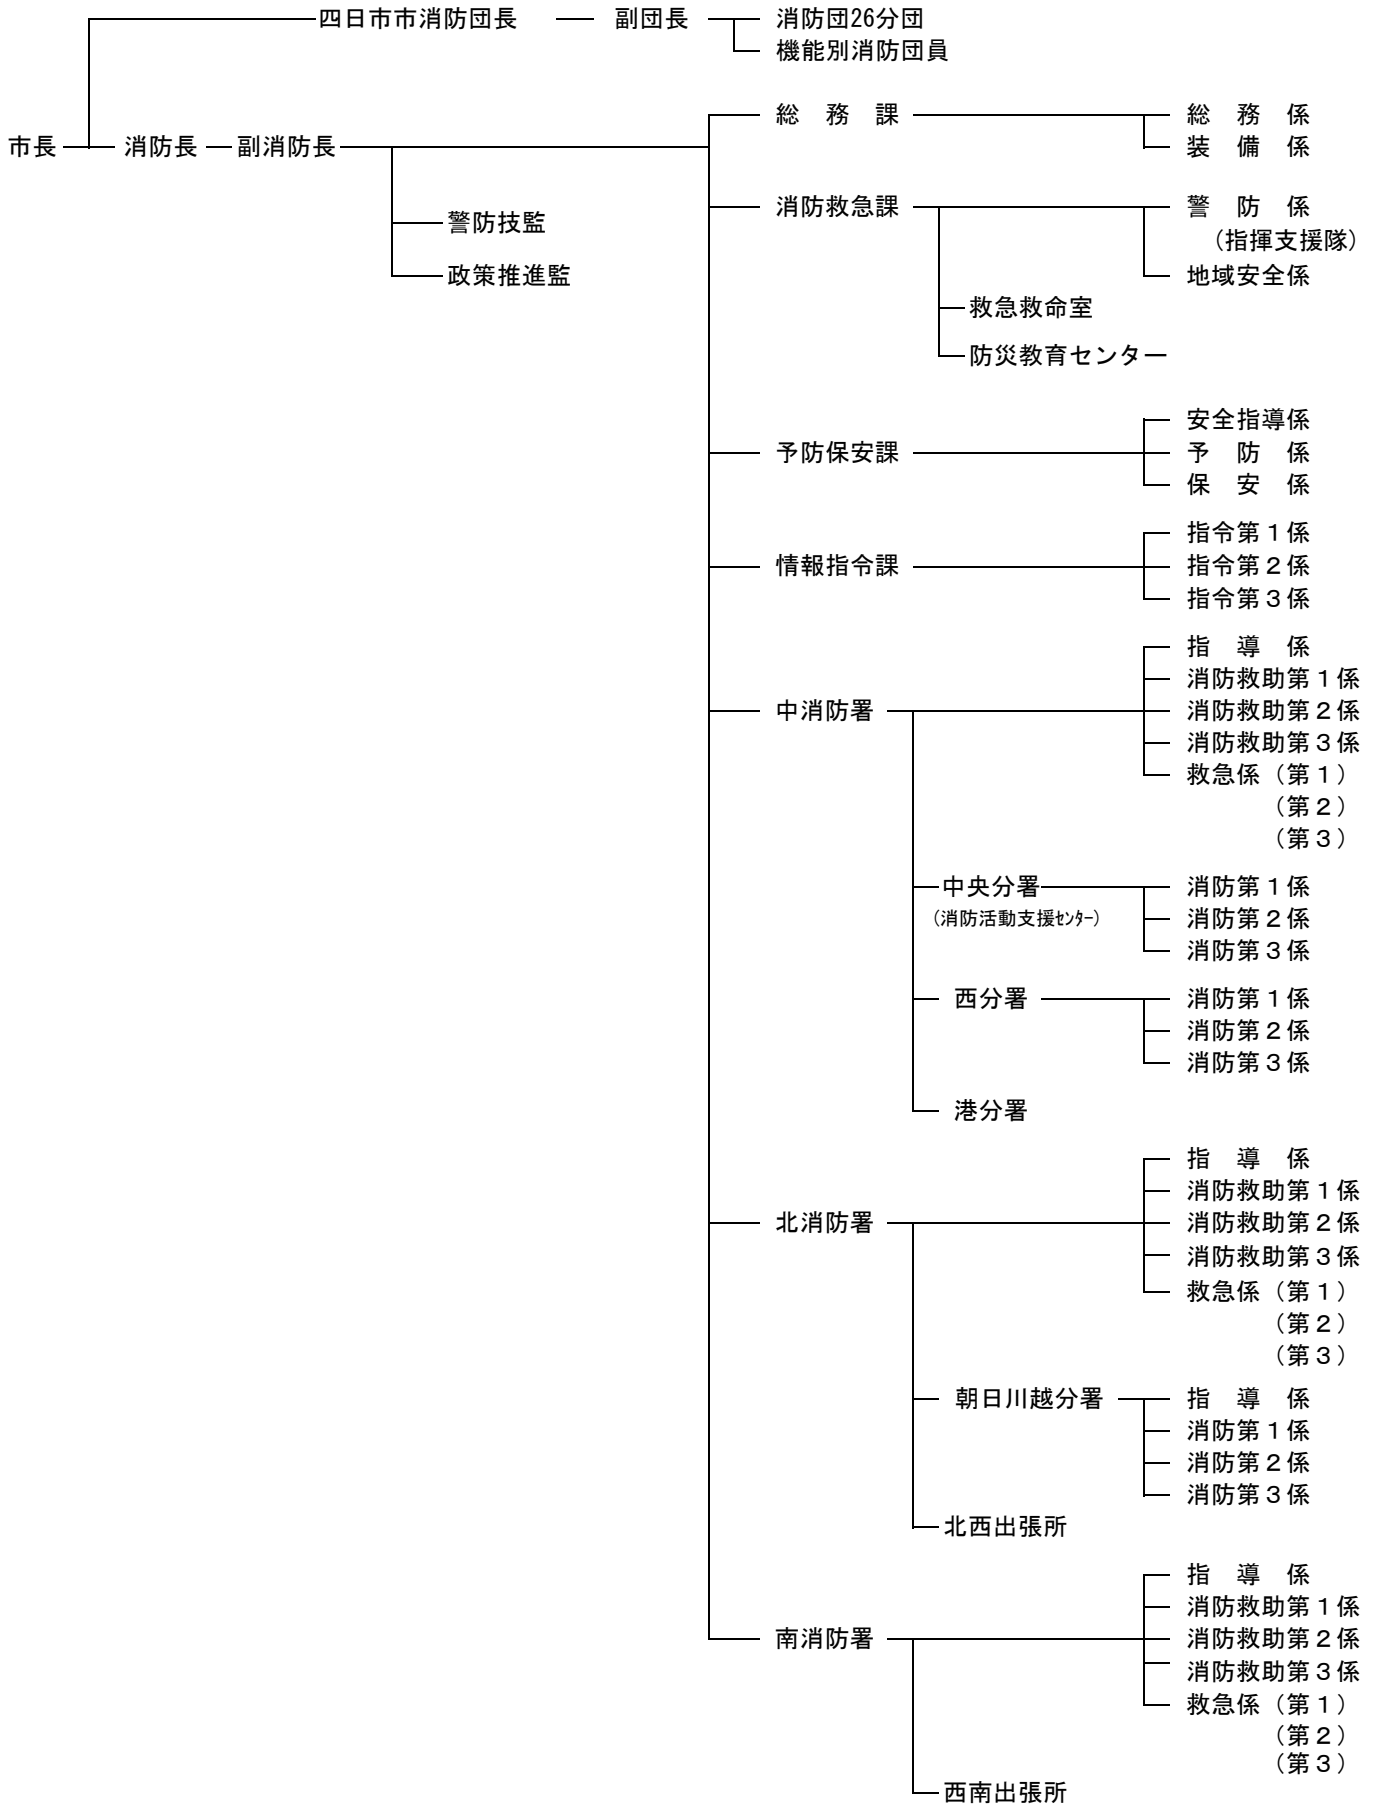 四日市市消防団長 副団長 消防団26分団
機能別消防団員
総　務　課 総　務　係
市長 消防長 副消防長 装　備　係
消防救急課 警　防　係
警防技監 （指揮支援隊）
政策推進監 地域安全係
救急救命室
防災教育センター
安全指導係
予防保安課 予　防　係
保　安　係
指令第１係
情報指令課 指令第２係
指令第３係
指　導　係
消防救助第１係
中消防署 消防救助第２係
消防救助第３係
救急係（第１）
（第２）
（第３）
中央分署 消防第１係
（消防活動支援ｾﾝﾀｰ） 消防第２係
消防第３係
西分署 消防第１係
消防第２係
消防第３係
港分署
指　導　係
消防救助第１係
北消防署 消防救助第２係
消防救助第３係
救急係（第１）
（第２）
（第３）
朝日川越分署 指　導　係
消防第１係
消防第２係
消防第３係
北西出張所
指　導　係
消防救助第１係
南消防署 消防救助第２係
消防救助第３係
救急係（第１）
（第２）
（第３）
西南出張所